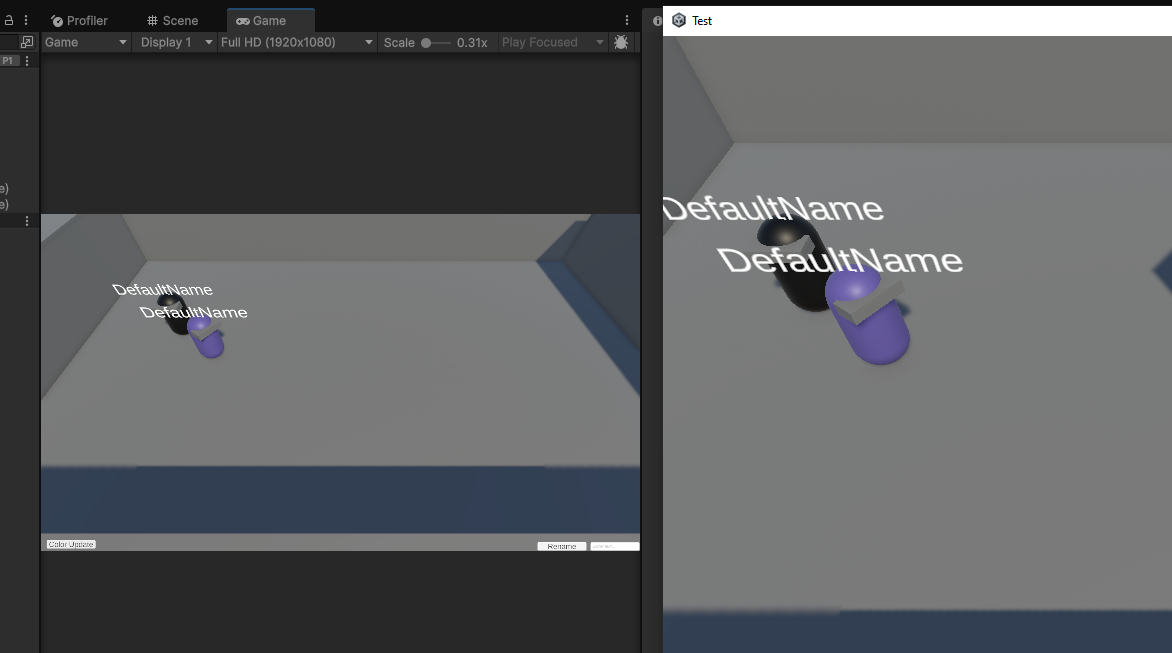 Profiler
Scene
Game
Test
Game
Display 1
Full HD (1920x1080)
Scale
0.31x
Play Focused
P1
e)
e)
DefaultName
DefaultName
DefaultName
DefaultName
Color Update
Rename